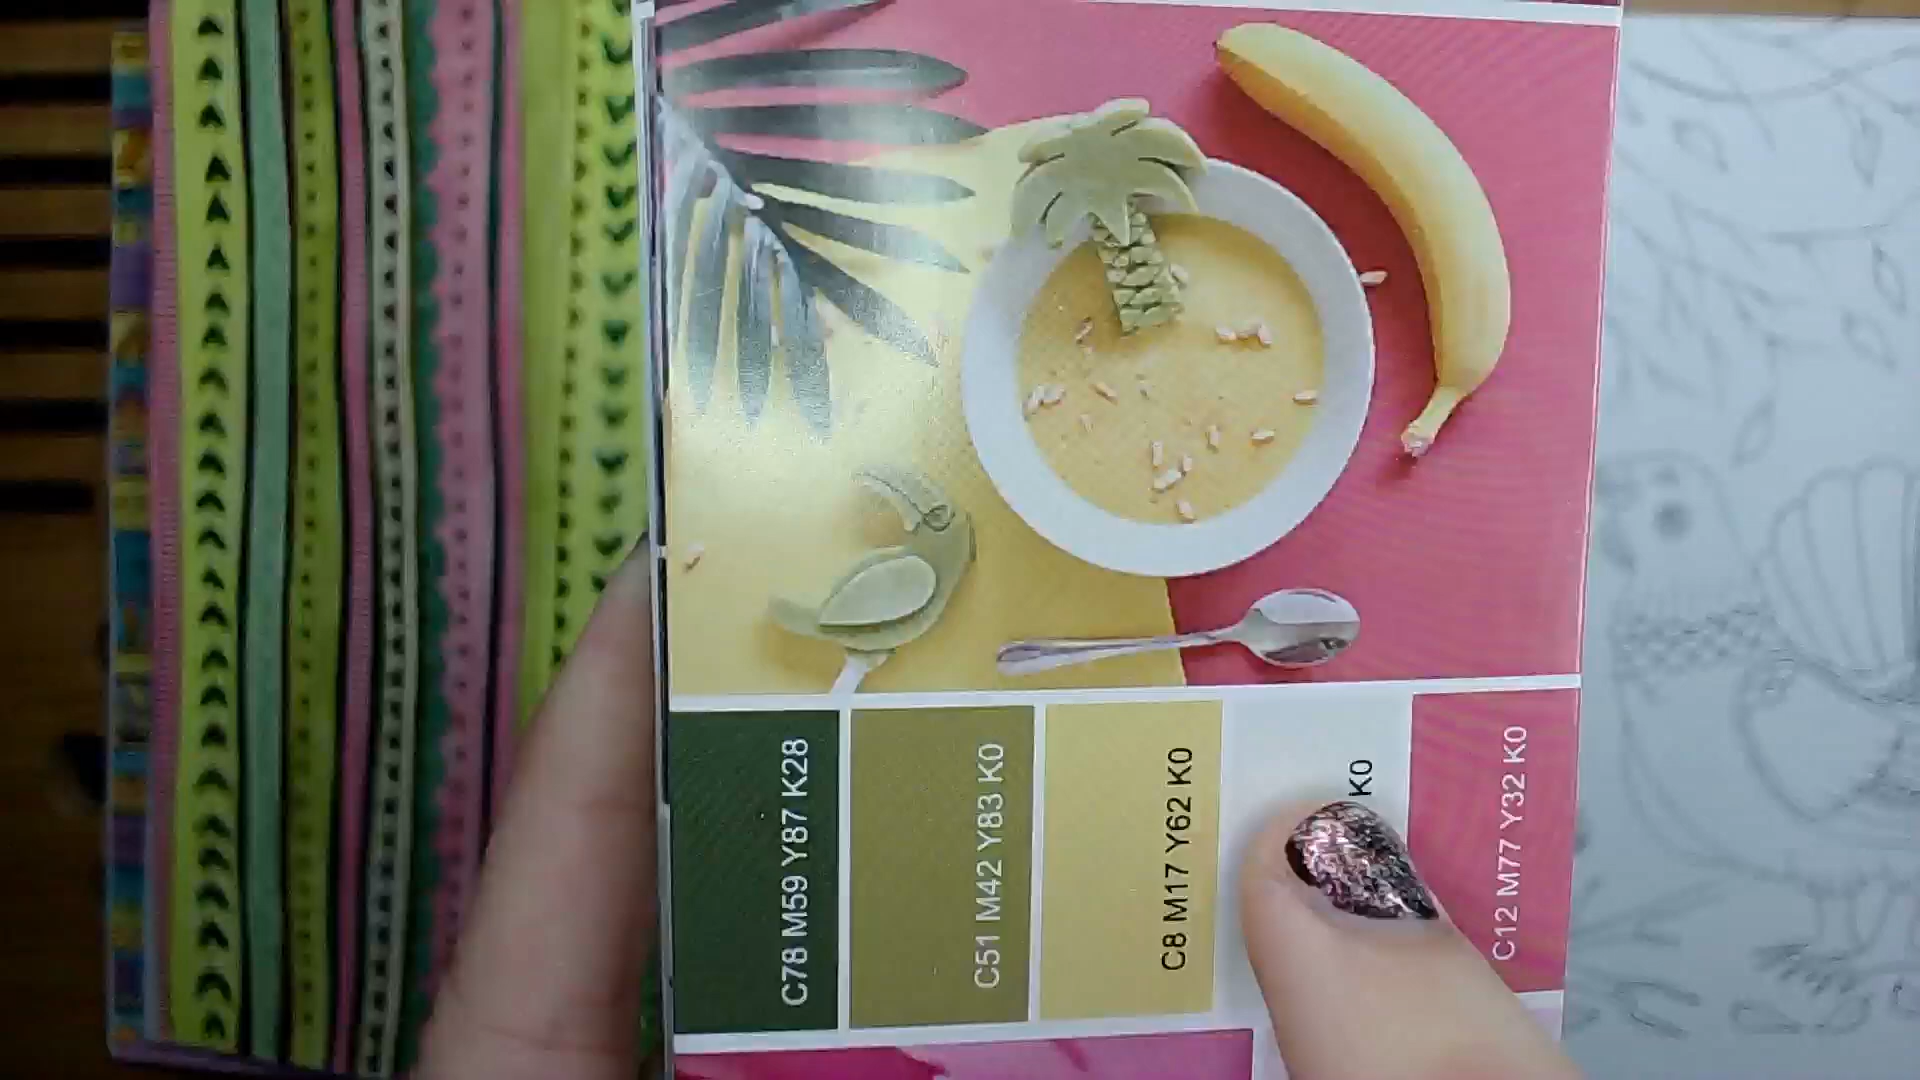 C78 M59 Y87 K28
C51 M42 Y83 K0
C8 M17 Y62 K0
K0
C12 M77 Y32 K0